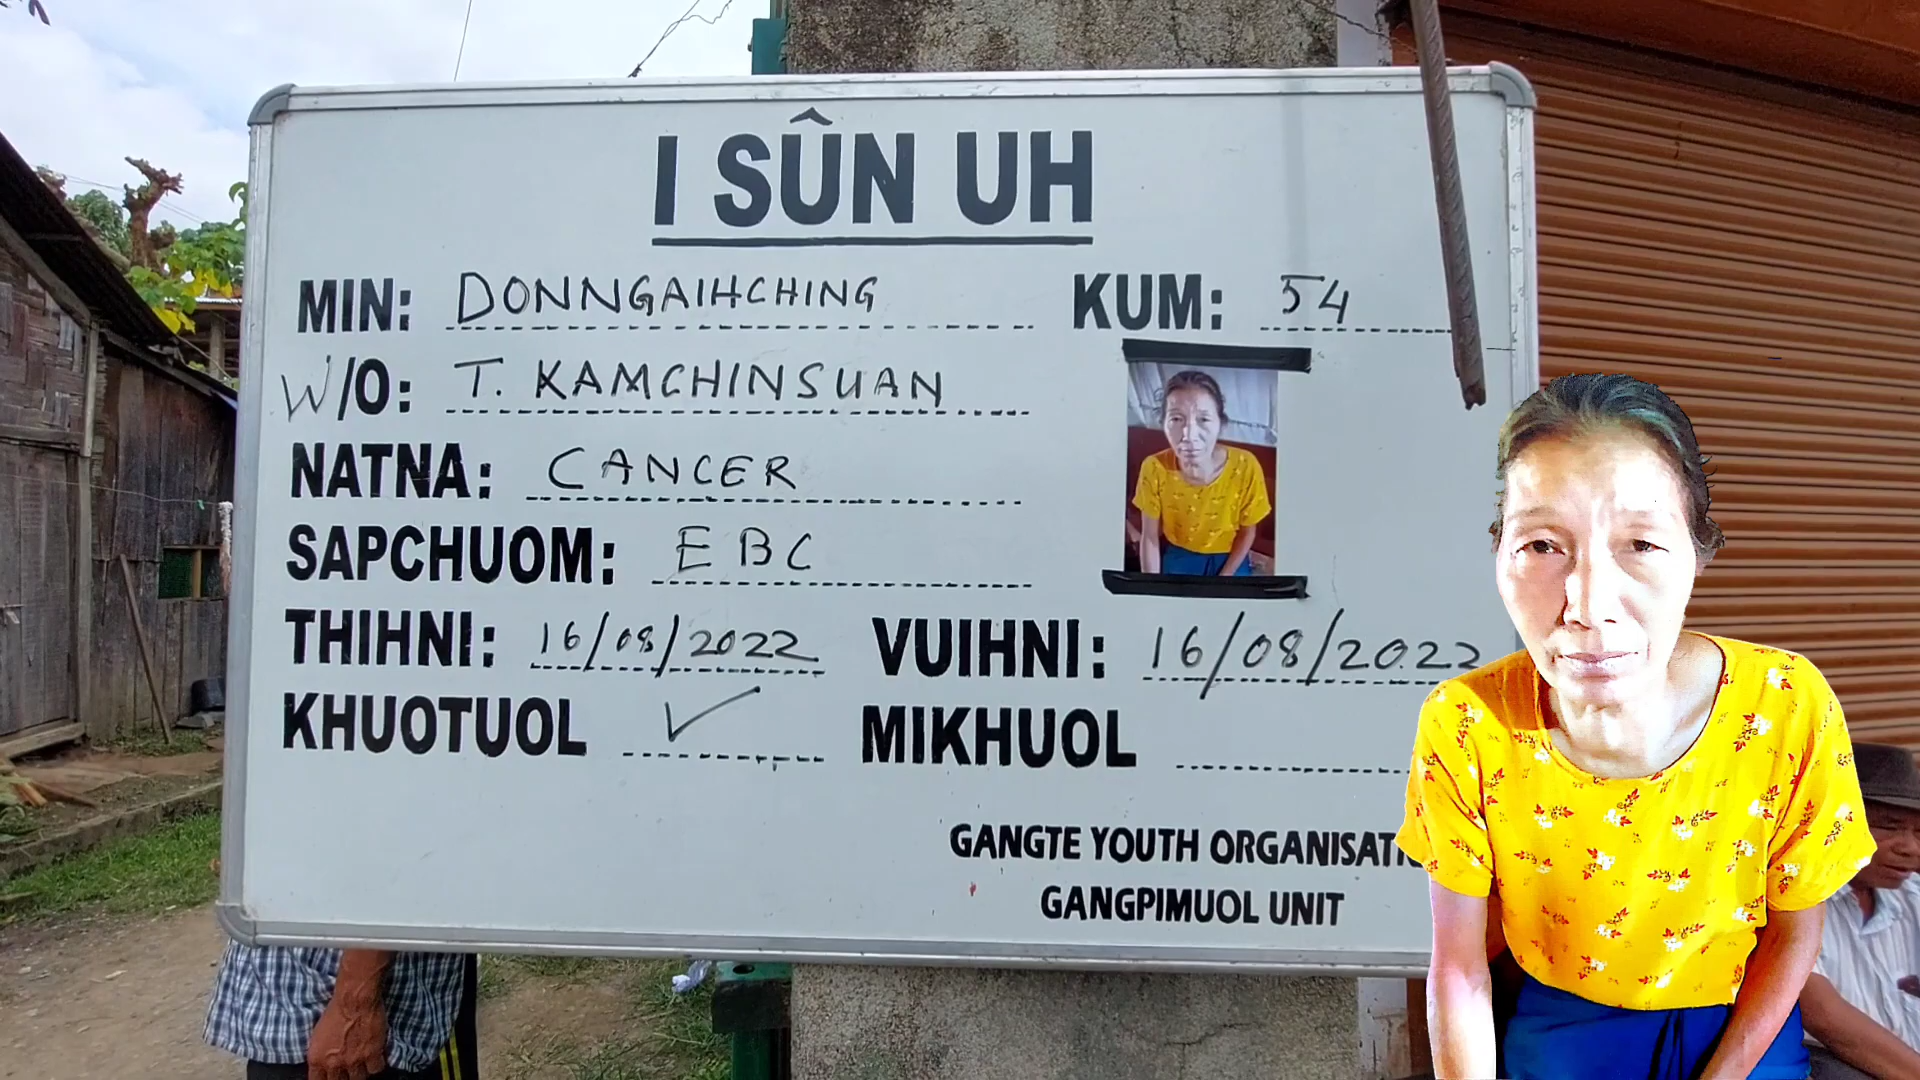 I SÛN UH
MIN: DONNGAIHCHING KUM: 54
W/O: T. KAMCHINSUAN
NATNA: CANCER
SAPCHUOM: EBC
THIHNI: 16/08/2022 VUIHNI: 16/08/2022
KHUOTUOL ✓ MIKHUOL
GANGTE YOUTH ORGANISATI
GANGPIMUOL UNIT